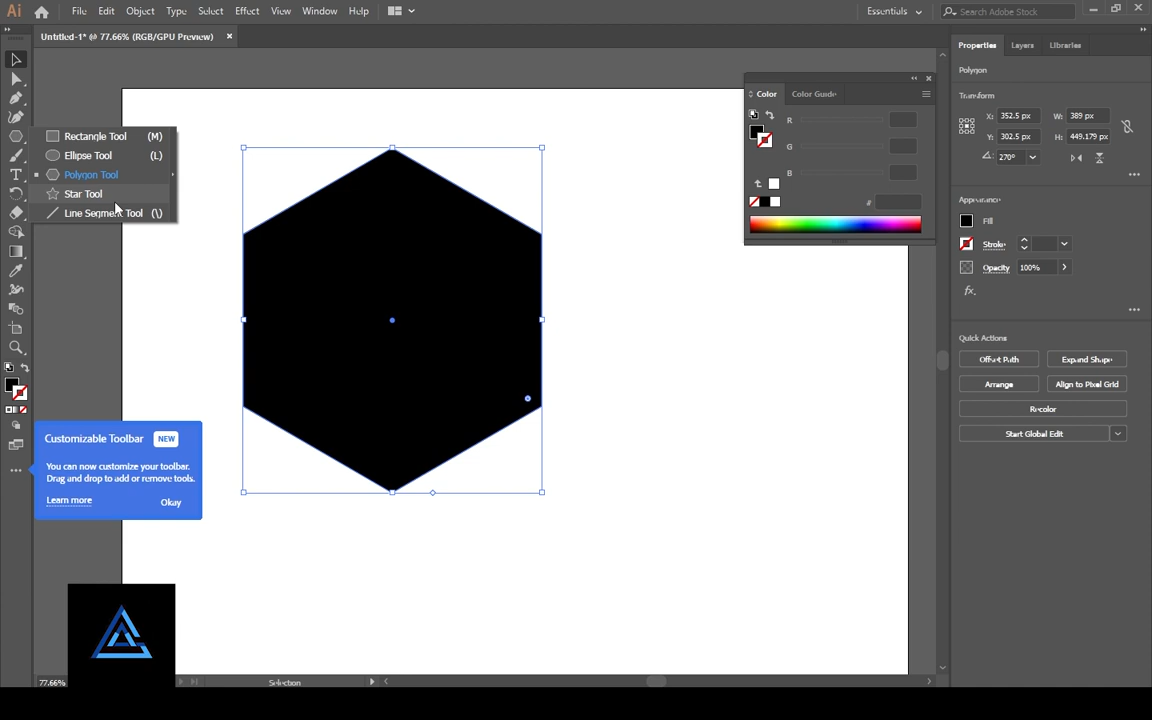 Ai File Edit Object Type Select Effect View Window Help Essentials Search Adobe Stock
Untitled-1* @ 77.66% (RGB/GPU Preview)
Rectangle Tool (M)
Ellipse Tool (L)
Polygon Tool
Star Tool
Line Segment Tool (\)
Customizable Toolbar NEW
You can now customize your toolbar.
Drag and drop to add or remove tools.
Learn more Okay
77.66% Selection
Color Color Guide
R
G
B
#
Properties Layers Libraries
Polygon
Transform
X: 352.5 px W: 389 px
Y: 302.5 px H: 449.179 px
270°
Appearance
Fill
Stroke
Opacity 100%
fx.
Quick Actions
Offset Path Expand Shape
Arrange Align to Pixel Grid
Recolor
Start Global Edit